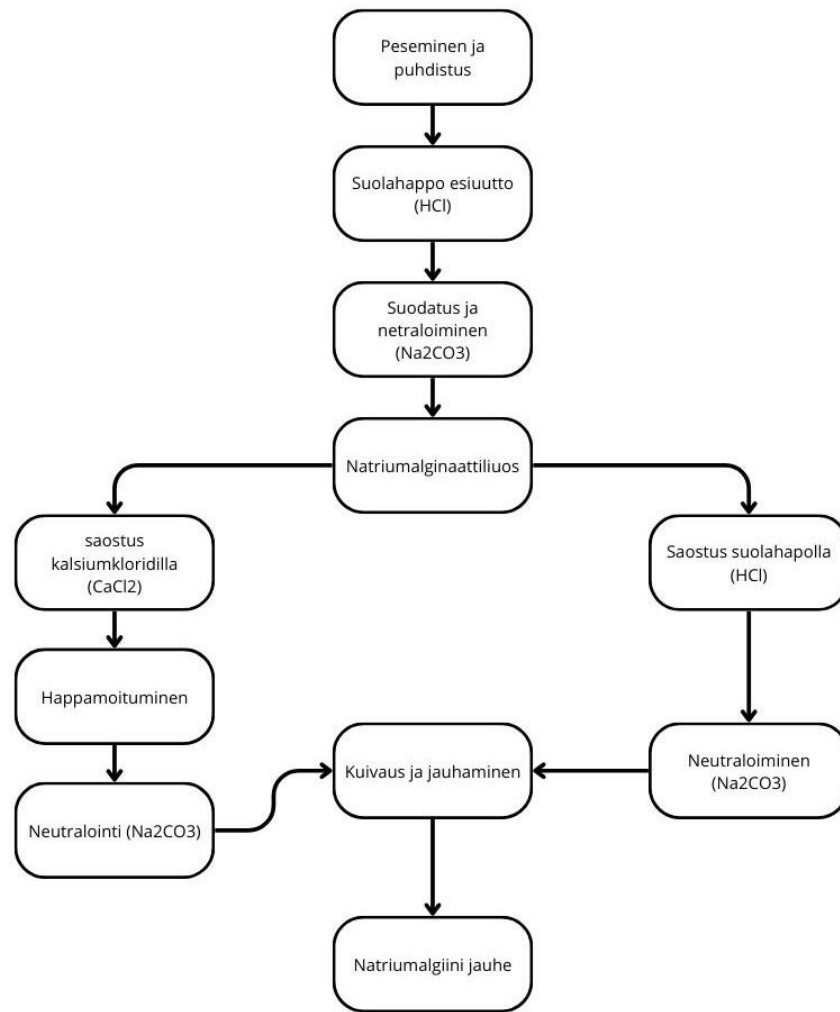 Peseminen ja
puhdistus
Suolahappo esiuutto
(HCl)
Suodatus ja
netraloiminen
(Na2CO3)
Natriumalginaattiliuos
saostus
kalsiumkloridilla
(CaCl2)
Happamoituminen
Neutralointi (Na2CO3)
Saostus suolahapolla
(HCl)
Neutraloiminen
(Na2CO3)
Kuivaus ja jauhaminen
Natriumalgiini jauhe